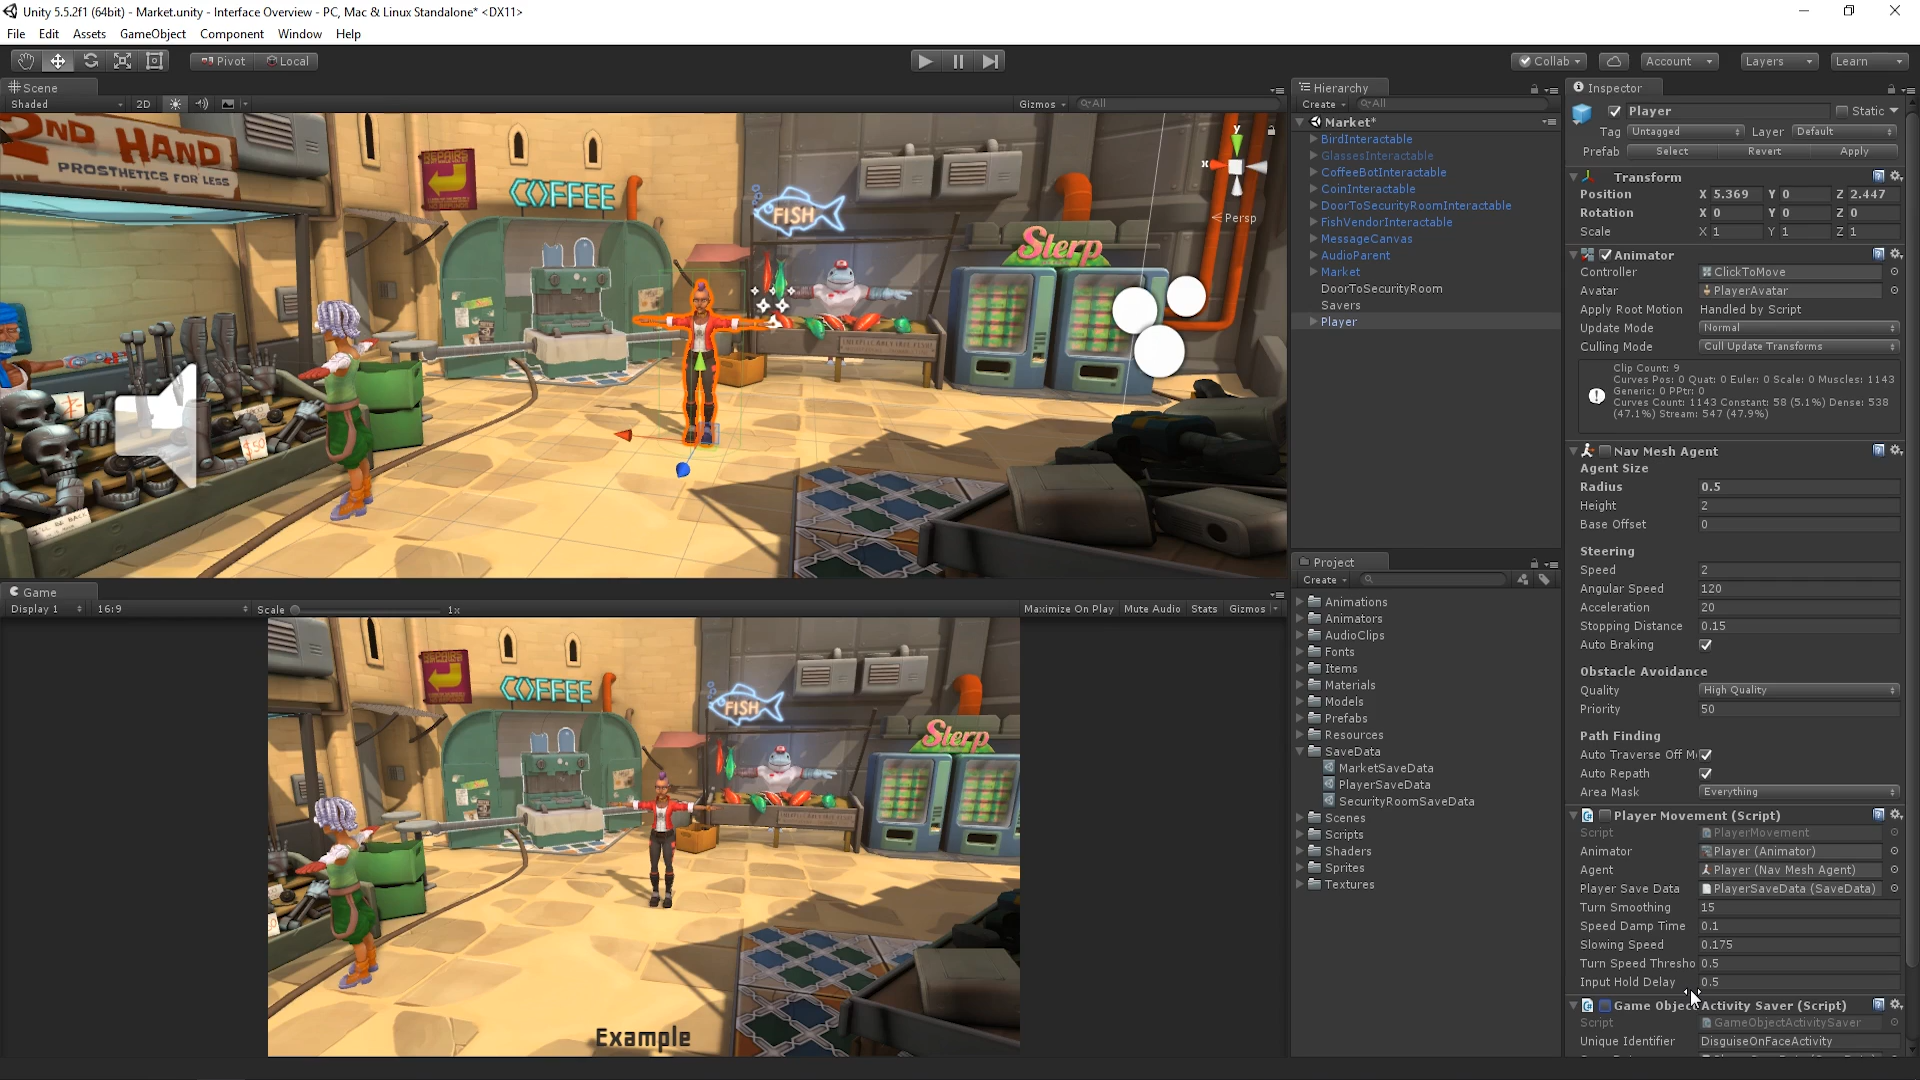 Unity 5.5.2f1 (64bit) - Market.unity - Interface Overview - PC, Mac & Linux Standalone* <DX11>
File Edit Assets GameObject Component Window Help
Pivot Local
Collab Account Layers Learn
Scene
Shaded 2D Gizmos All
2ND HAND
PROSTHETICS FOR LESS
REPAIRS
COFFEE
FISH
Slerp
y
x
Persp
Game
Display 1 16:9 Scale 1x Maximize On Play Mute Audio Stats Gizmos
REPAIRS
COFFEE
FISH
Slerp
Example
Hierarchy
Create All
Market*
BirdInteractable
GlassesInteractable
CoffeeBotInteractable
CoinInteractable
DoorToSecurityRoomInteractable
FishVendorInteractable
MessageCanvas
AudioParent
Market
DoorToSecurityRoom
Savers
Player
Project
Create
Animations
Animators
AudioClips
Fonts
Items
Materials
Models
Prefabs
Resources
SaveData
MarketSaveData
PlayerSaveData
SecurityRoomSaveData
Scenes
Scripts
Shaders
Sprites
Textures
Inspector
Player Static
Tag Untagged Layer Default
Prefab Select Revert Apply
Transform
Position X 5.369 Y 0 Z 2.447
Rotation X 0 Y 0 Z 0
Scale X 1 Y 1 Z 1
Animator
Controller ClickToMove
Avatar PlayerAvatar
Apply Root Motion Handled by Script
Update Mode Normal
Culling Mode Cull Update Transforms
Clip Count: 9
Curves Pos: 0 Quat: 0 Euler: 0 Scale: 0 Muscles: 1143
Generic: 0 PPtr: 0
Curves Count: 1143 Constant: 58 (5.1%) Dense: 538
(47.1%) Stream: 547 (47.9%)
Nav Mesh Agent
Agent Size
Radius 0.5
Height 2
Base Offset 0
Steering
Speed 2
Angular Speed 120
Acceleration 20
Stopping Distance 0.15
Auto Braking
Obstacle Avoidance
Quality High Quality
Priority 50
Path Finding
Auto Traverse Off M
Auto Repath
Area Mask Everything
Player Movement (Script)
Script PlayerMovement
Animator Player (Animator)
Agent Player (Nav Mesh Agent)
Player Save Data PlayerSaveData (SaveData)
Turn Smoothing 15
Speed Damp Time 0.1
Slowing Speed 0.175
Turn Speed Thresho 0.5
Input Hold Delay 0.5
Game Object Activity Saver (Script)
Script GameObjectActivitySaver
Unique Identifier DisguiseOnFaceActivity